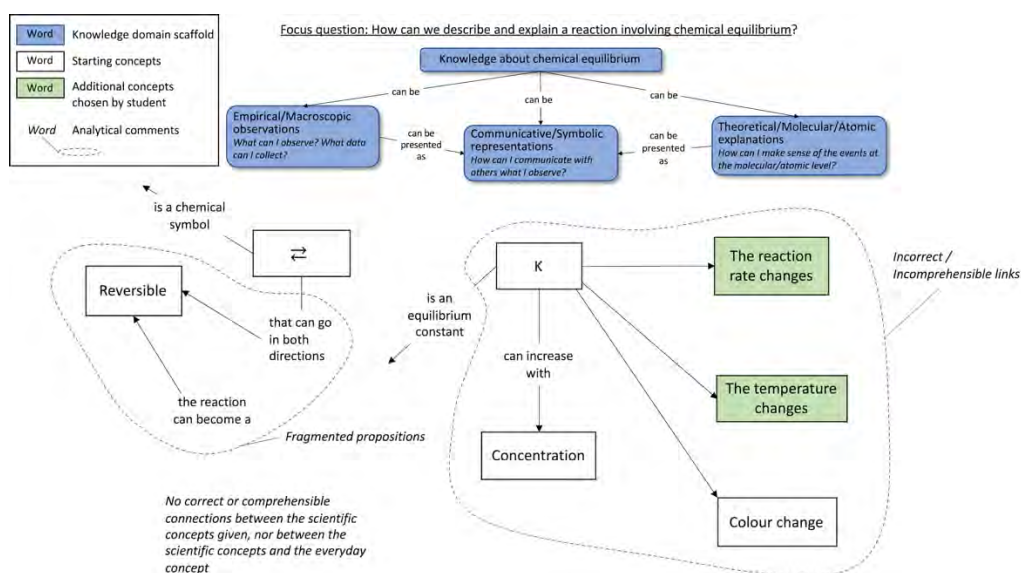 Word Knowledge domain scaffold
Word Starting concepts
Word Additional concepts
chosen by student
Word Analytical comments
Focus question: How can we describe and explain a reaction involving chemical equilibrium?
Knowledge about chemical equilibrium
can be
can be
can be
Empirical/Macroscopic
observations
What can I observe? What data
can I collect?
can be
presented
as
Communicative/Symbolic
representations
How can I communicate with
others what I observe?
can be
presented
as
Theoretical/Molecular/Atomic
explanations
How can I make sense of the events at
the molecular/atomic level?
is a chemical
symbol
⇄
Reversible
that can go
in both
directions
the reaction
can become a
Fragmented propositions
K
is an
equilibrium
constant
can increase
with
Concentration
The reaction
rate changes
The temperature
changes
Colour change
Incorrect /
Incomprehensible links
No correct or comprehensible
connections between the scientific
concepts given, nor between the
scientific concepts and the everyday
concept